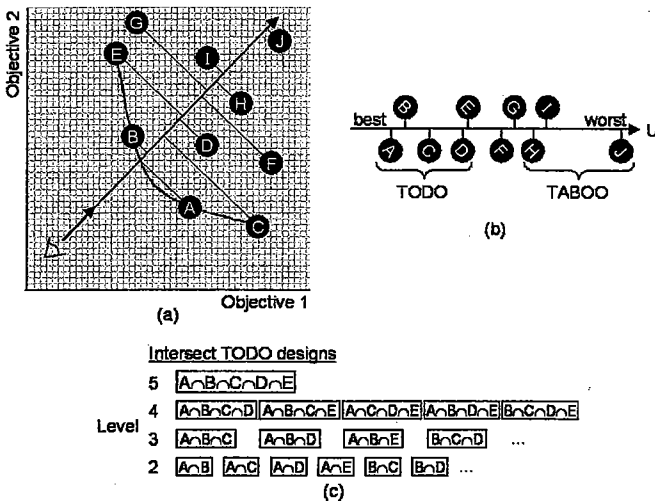 Objective 2
G
J
E
I
H
B
D
F
A
C
Objective 1
(a)
B E G I
best worst U
A C D F H J
TODO TABOO
(b)
Intersect TODO designs
5 A∩B∩C∩D∩E
4 A∩B∩C∩D A∩B∩C∩E A∩C∩D∩E A∩B∩D∩E B∩C∩D∩E
Level
3 A∩B∩C A∩B∩D A∩B∩E B∩C∩D ...
2 A∩B A∩C A∩D A∩E B∩C B∩D ...
(c)